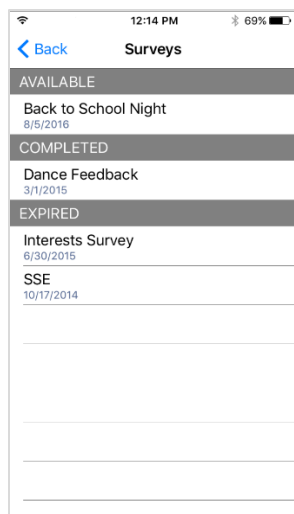 12:14 PM 69%
Back Surveys
AVAILABLE
Back to School Night
8/5/2016
COMPLETED
Dance Feedback
3/1/2015
EXPIRED
Interests Survey
6/30/2015
SSE
10/17/2014